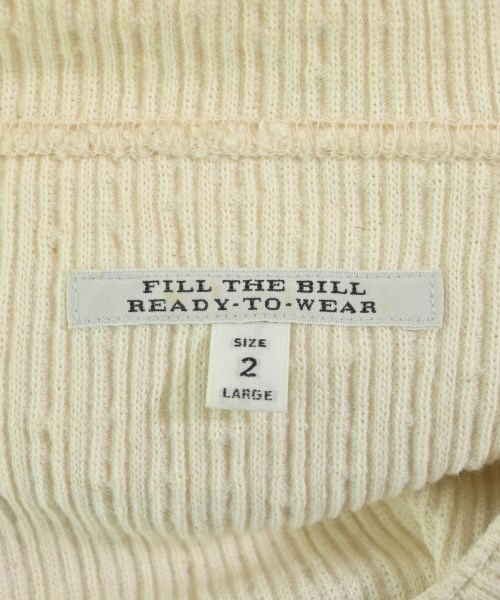 FILL THE BILL
READY-TO-WEAR
SIZE
2
LARGE